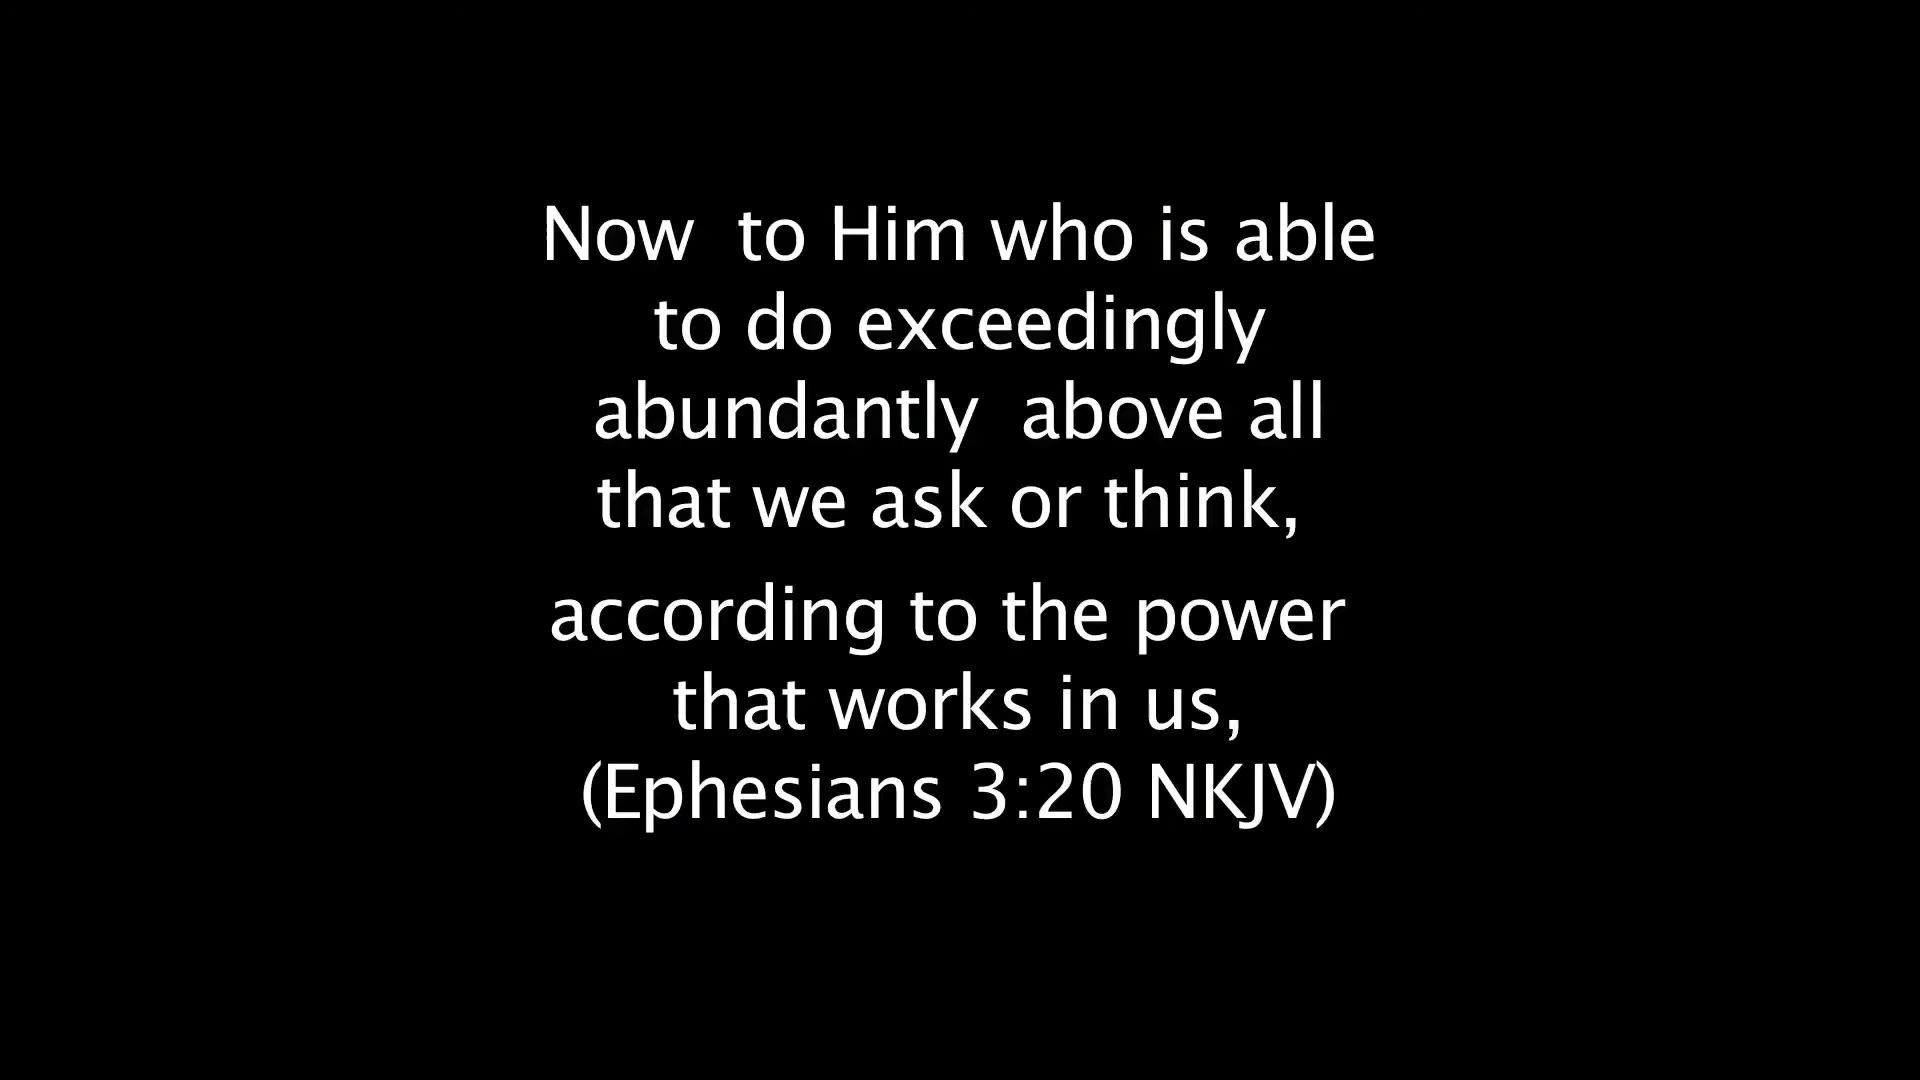 Now  to Him who is able
to do exceedingly
abundantly  above all
that we ask or think,
according to the power
that works in us,
(Ephesians 3:20 NKJV)